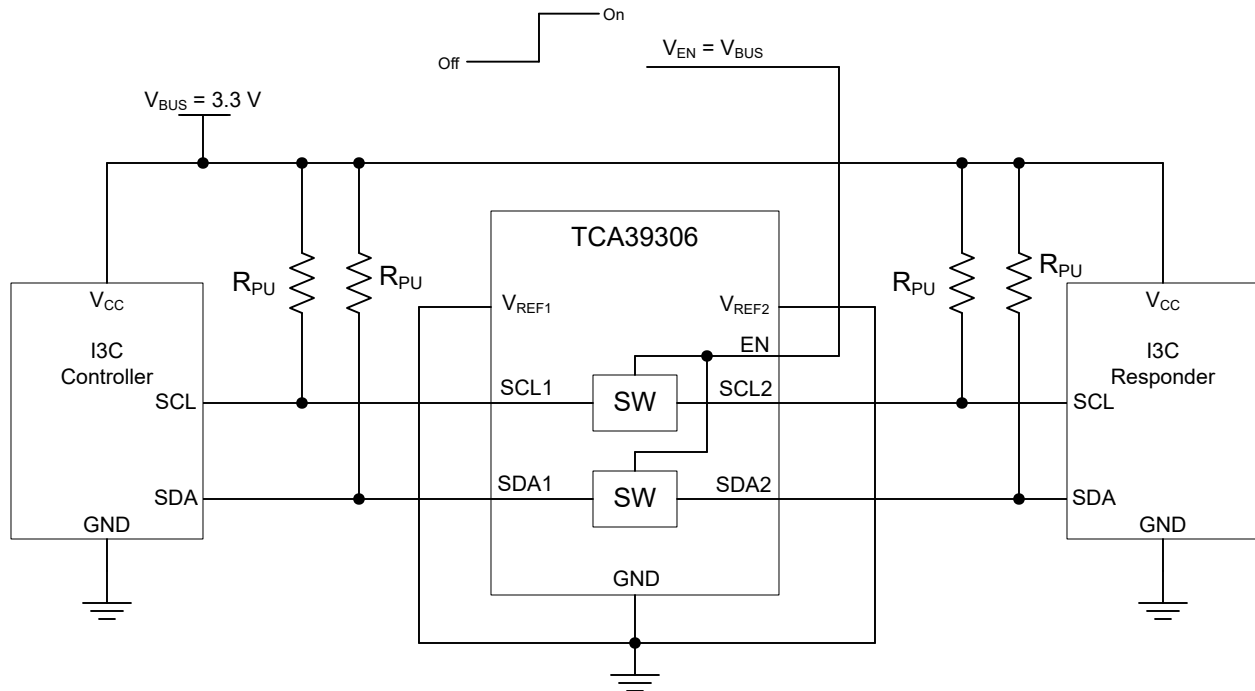 On
Off
V_EN = V_BUS
V_BUS = 3.3 V
TCA39306
R_PU
R_PU
R_PU
R_PU
V_CC
I3C
Controller
SCL
SDA
GND
V_REF1
V_REF2
EN
SCL1
SW
SCL2
SDA1
SW
SDA2
GND
V_CC
I3C
Responder
SCL
SDA
GND